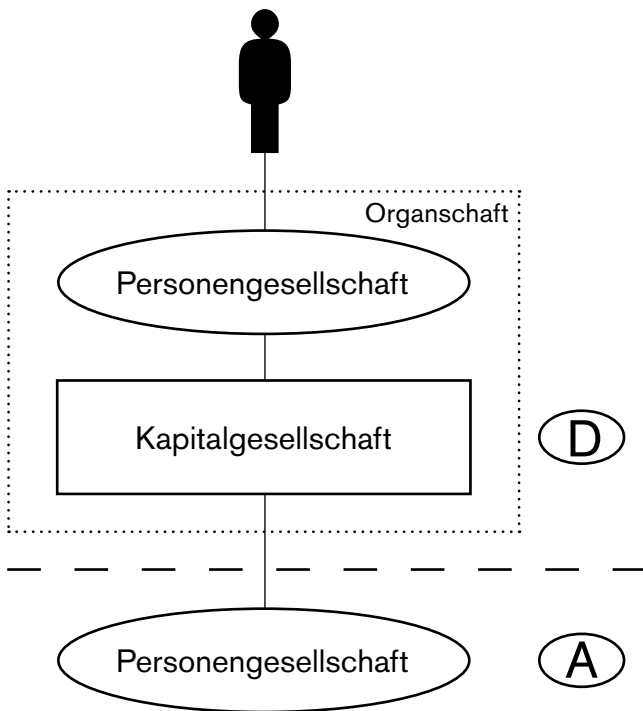 Organschaft
Personengesellschaft
Kapitalgesellschaft
D
Personengesellschaft
A